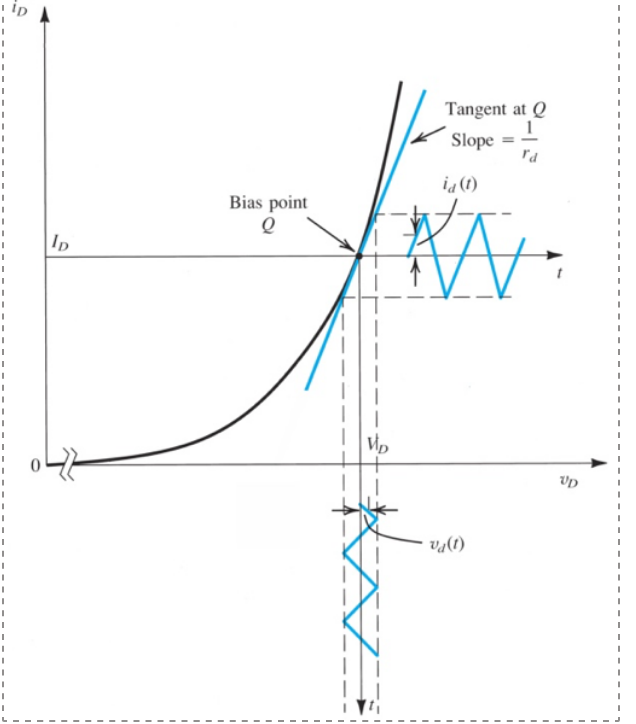 i_D
Tangent at Q
Slope = 1/r_d
i_d(t)
Bias point
Q
I_D
t
V_D
0
v_D
v_d(t)
t